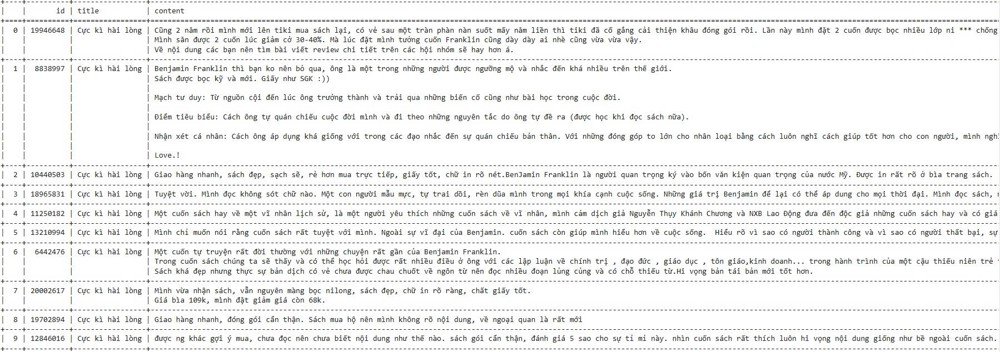 id | title | content
0 | 19946648 | Cực kì hài lòng | Cũng 2 năm rồi mình mới lên tiki mua sách lại, có vẻ sau một tràn phàn nàn suốt mấy năm liền thì tiki đã cố gắng cải thiện khâu đóng gói rồi. Lần này mình đặt 2 cuốn được bọc nhiều lớp ni *** chống
Mình săn được 2 cuốn lúc giảm cở 30-40%. Mà lúc đặt mình tưởng cuốn Franklin cũng dày dày ai nhè cũng vừa vừa vậy.
Về nội dung các bạn nên tìm bài viết review chi tiết trên các hội nhóm sẽ hay hơn á.
1 | 8838997 | Cực kì hài lòng | Benjamin Franklin thì bạn ko nên bỏ qua, ông là một trong những người được ngưỡng mộ và nhắc đến khá nhiều trên thế giới.
Sách được bọc kỹ và mới. Giấy như SGK :))
Mạch tư duy: Từ nguồn cội đến lúc ông trưởng thành và trải qua những biến cố cũng như bài học trong cuộc đời.
Điểm tiêu biểu: Cách ông tự quán chiếu cuộc đời mình và đi theo những nguyên tắc do ông tự đề ra (được học khi đọc sách nữa).
Nhận xét cá nhân: Cách ông áp dụng khá giống với trong các đạo nhắc đến sự quán chiếu bản thân. Với những đóng góp to lớn cho nhân loại bằng cách luôn nghĩ cách giúp tốt hơn cho con người, mình
Love.!
2 | 10440503 | Cực kì hài lòng | Giao hàng nhanh, sách đẹp, sạch sẽ, rẻ hơn mua trực tiếp, giấy tốt, chữ in rõ nét.BenJamin Franklin là người quan trọng ký vào bốn văn kiện quan trọng của nước Mỹ. Được in rất rõ ở bìa trang sách.
3 | 18965831 | Cực kì hài lòng | Tuyệt vời. Mình đọc không sót chữ nào. Một con người mẫu mực, tự trai dồi, rèn dũa mình trong mọi khía cạnh cuộc sống. Những giá trị Benjamin để lại có thể áp dung cho mọi thời đại. Mình đọc sách,
4 | 11250182 | Cực kì hài lòng | Một cuốn sách hay về một vĩ nhân lịch sử, là một người yêu thích những cuốn sách về vĩ nhân, mình cảm dịch giả Nguyễn Thụy Khánh Chương và NXB Lao Động đưa đến độc giả những cuốn sách hay và có giá
5 | 13210994 | Cực kì hài lòng | Mình chỉ muốn nói rằng cuốn sách rất tuyệt với mình. Ngoài sự vĩ đại của Benjamin. cuốn sách còn giúp mình hiểu hơn về cuộc sống. Hiểu rõ vì sao có người thành công và vì sao có người thất bại, sự
6 | 6442476 | Cực kì hài lòng | Một cuốn tự truyện rất đời thường với những chuyện rất gần của Benjamin Franklin.
Trong cuốn sách chúng ta sẽ thấy và có thể học hỏi được rất nhiều điều ở ông với các lập luận về chính trị , đạo đức , giáo dục , tôn giáo,kinh doanh... trong hành trình của một cậu thiếu niên trẻ
Sách khá đẹp nhưng thực sự bản dịch có vẻ chưa được chau chuốt về ngôn từ nên đọc nhiều đoạn lủng củng và có chỗ thiếu từ.Hi vọng bản tái bản mới tốt hơn.
7 | 20002617 | Cực kì hài lòng | Mình vừa nhận sách, vẫn nguyên màng bọc nilong, sách đẹp, chữ in rõ ràng, chất giấy tốt.
Giá bìa 109k, mình đặt giảm giá còn 68k.
8 | 19702894 | Cực kì hài lòng | Giao hàng nhanh, đóng gói cẩn thận. Sách mua hộ nên mình không rõ nội dung, về ngoại quan là rất mới
9 | 12846016 | Cực kì hài lòng | được ng khác gợi ý mua, chưa đọc nên chưa biết nội dung như thế nào. sách gói cẩn thận, đánh giá 5 sao cho sự tỉ mỉ này. nhìn cuốn sách rất thích luôn hi vọng nội dung giống như bề ngoài cuốn sách.